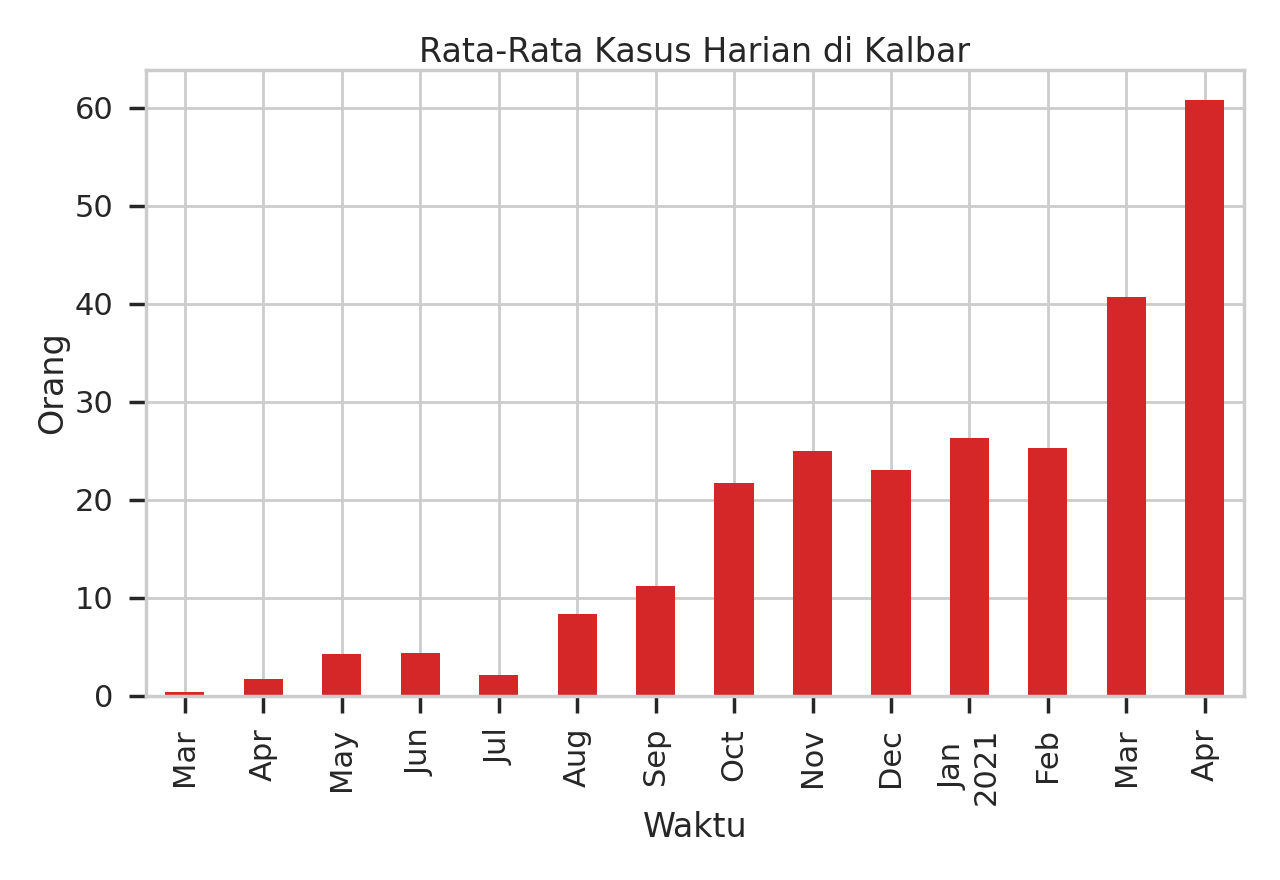 Rata-Rata Kasus Harian di Kalbar
60
50
40
30
20
10
0
Orang
Mar
Apr
May
Jun
Jul
Aug
Sep
Oct
Nov
Dec
Jan
2021
Feb
Mar
Apr
Waktu